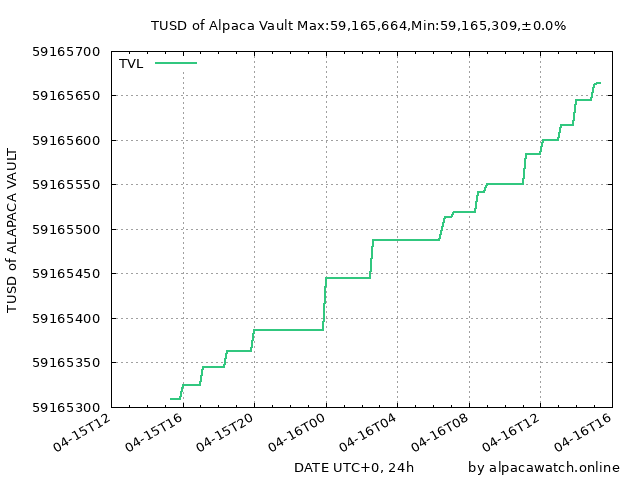 TUSD of Alpaca Vault Max:59,165,664,Min:59,165,309,±0.0%
TVL
59165700
59165650
59165600
59165550
59165500
59165450
59165400
59165350
59165300
TUSD of ALAPACA VAULT
04-15T12
04-15T16
04-15T20
04-16T00
04-16T04
04-16T08
04-16T12
04-16T16
DATE UTC+0, 24h
by alpacawatch.online